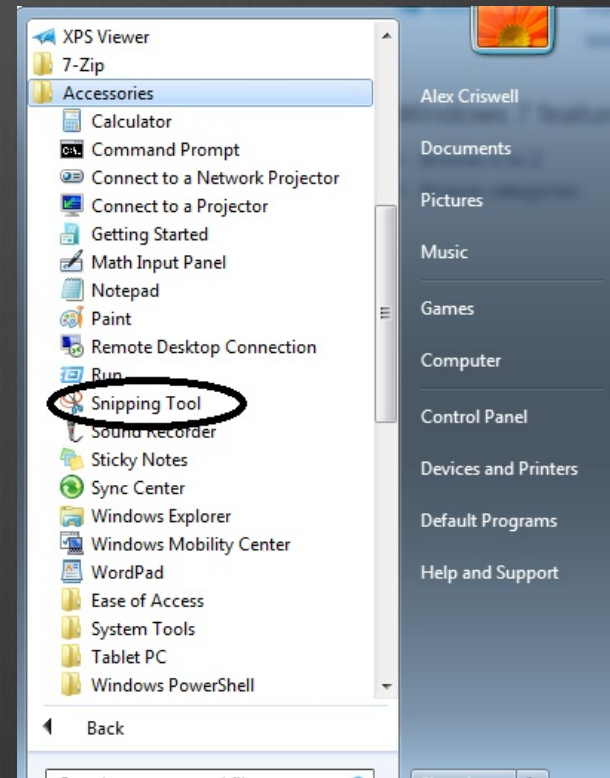 XPS Viewer
7-Zip
Accessories
Calculator
Command Prompt
Connect to a Network Projector
Connect to a Projector
Getting Started
Math Input Panel
Notepad
Paint
Remote Desktop Connection
Run
Snipping Tool
Sound Recorder
Sticky Notes
Sync Center
Windows Explorer
Windows Mobility Center
WordPad
Ease of Access
System Tools
Tablet PC
Windows PowerShell
Back
Alex Criswell
Documents
Pictures
Music
Games
Computer
Control Panel
Devices and Printers
Default Programs
Help and Support